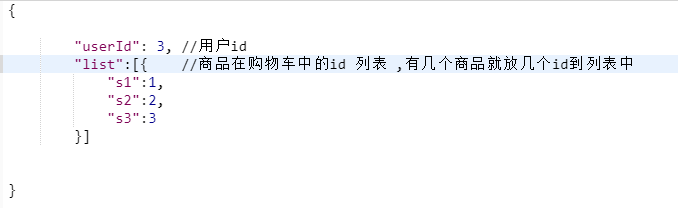 {
"userId": 3, //用户id
"list":[{ //商品在购物车中的id 列表 ,有几个商品就放几个id到列表中
"s1":1,
"s2":2,
"s3":3
}]
}